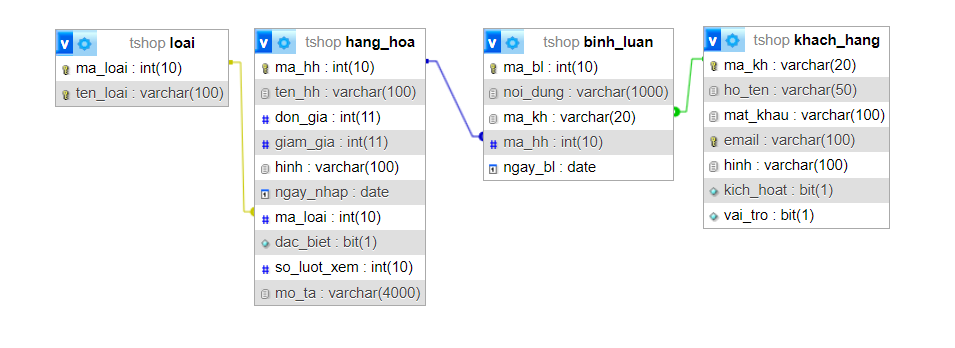 v tshop loai
ma_loai : int(10)
ten_loai : varchar(100)
v tshop hang_hoa
ma_hh : int(10)
ten_hh : varchar(100)
# don_gia : int(11)
# giam_gia : int(11)
hinh : varchar(100)
ngay_nhap : date
# ma_loai : int(10)
dac_biet : bit(1)
# so_luot_xem : int(10)
mo_ta : varchar(4000)
v tshop binh_luan
ma_bl : int(10)
noi_dung : varchar(1000)
ma_kh : varchar(20)
# ma_hh : int(10)
ngay_bl : date
v tshop khach_hang
ma_kh : varchar(20)
ho_ten : varchar(50)
mat_khau : varchar(100)
email : varchar(100)
hinh : varchar(100)
kich_hoat : bit(1)
vai_tro : bit(1)